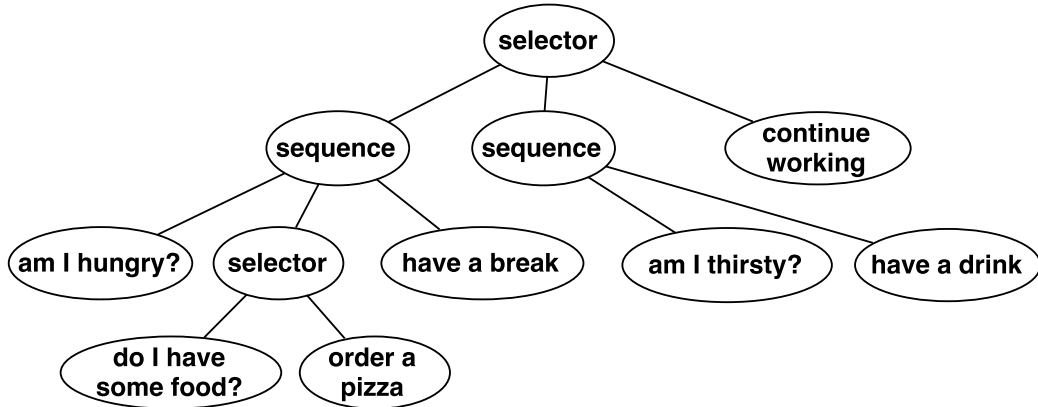 selector
sequence
sequence
continue
working
am I hungry?
selector
have a break
am I thirsty?
have a drink
do I have
some food?
order a
pizza